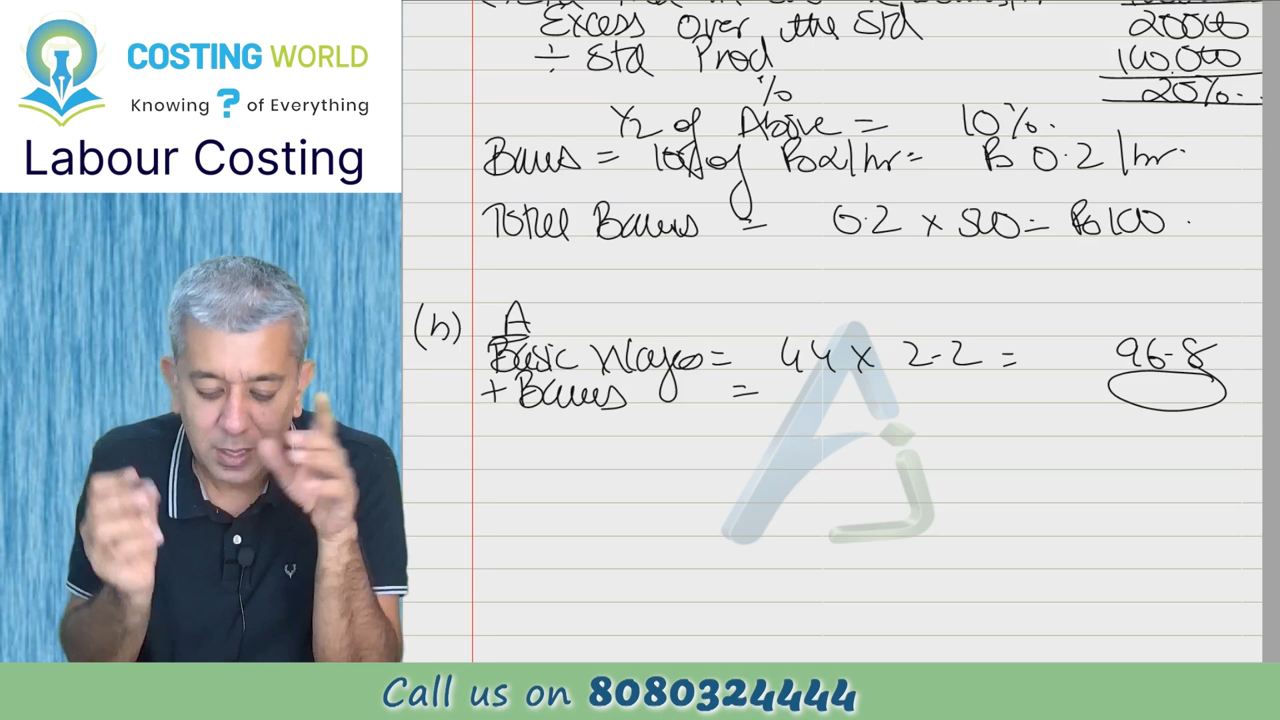 COSTING WORLD
Knowing ? of Everything
Labour Costing
Excess Over the Std 20000
÷ Std Prod 100,000
% 20%.
1/2 of Above = 10%.
Bonus = 10% of Rs 2/hr = Rs 0.2/hr.
Total Bonus = 0.2 x 500 = Rs 100.
(b) A
Basic Wages = 44 x 2.2 = 96.8
+ Bonus =
Call us on 8080324444